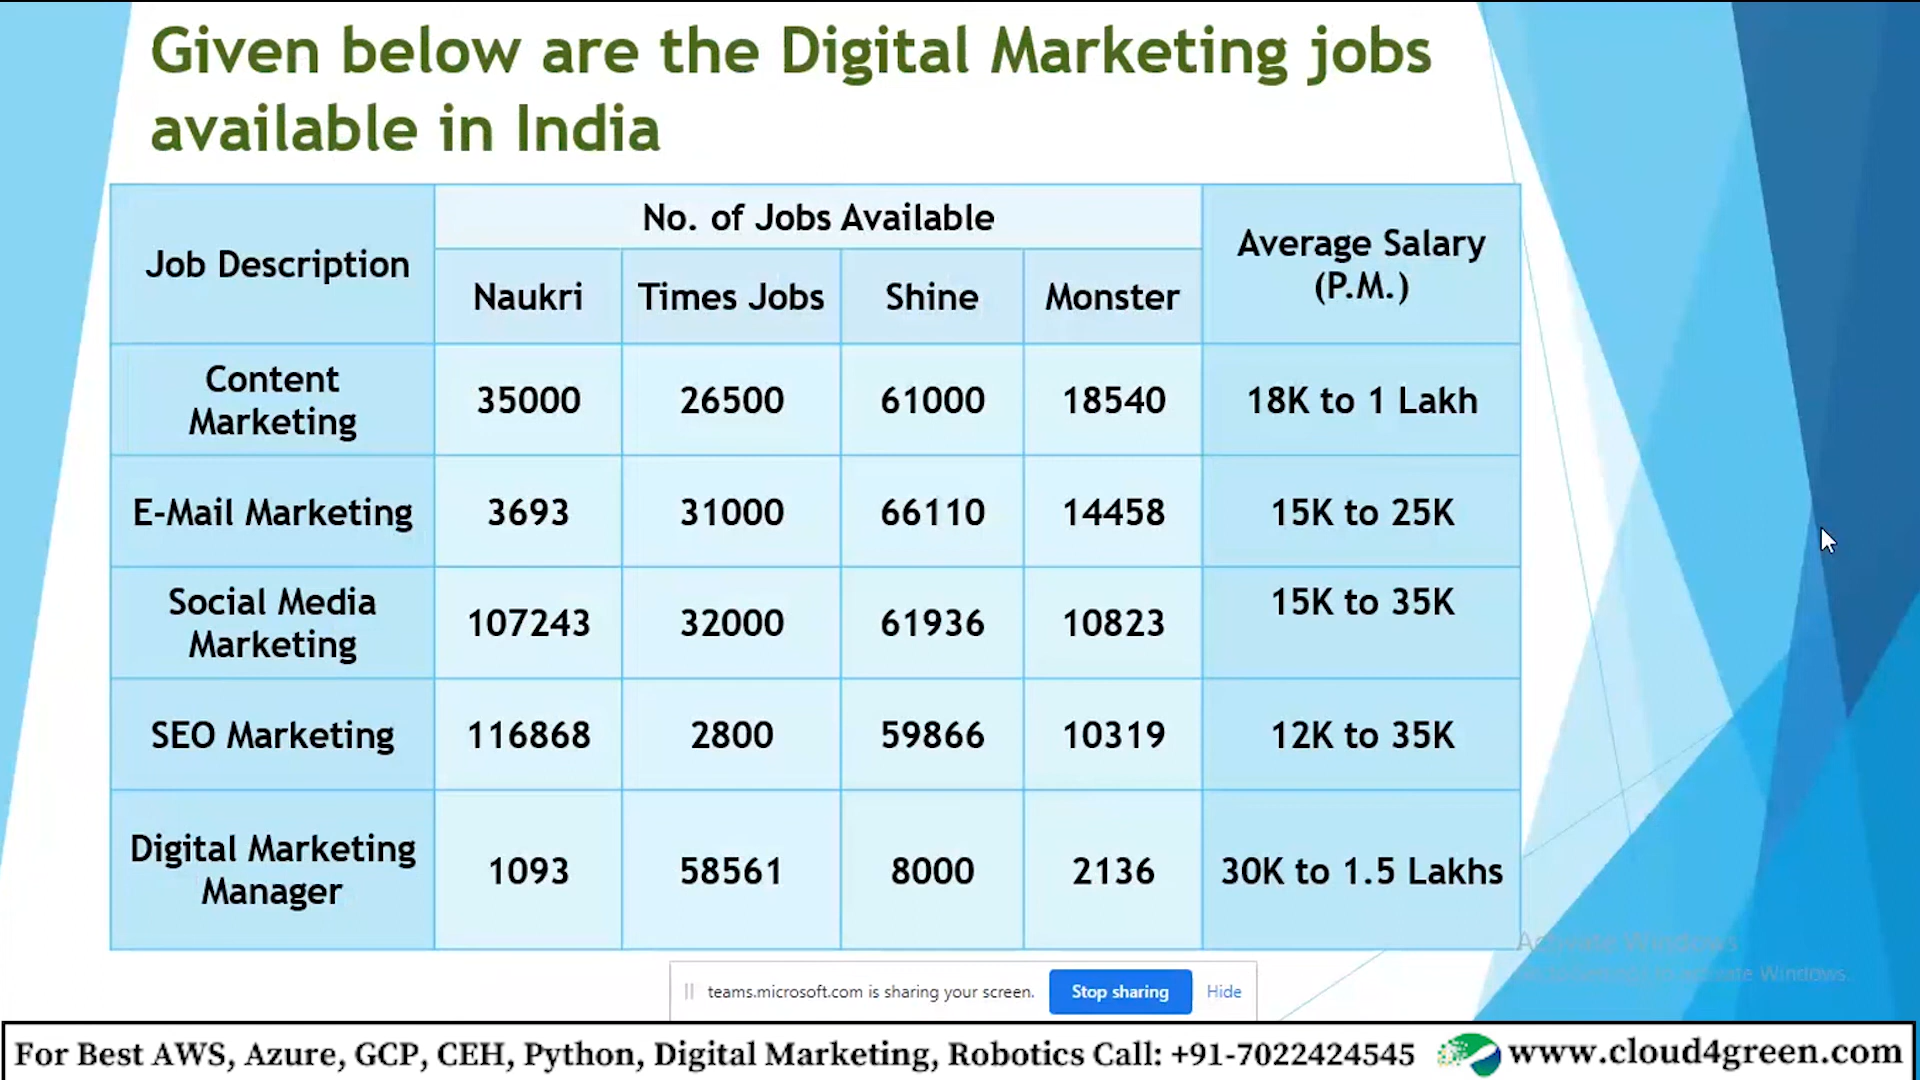 Given below are the Digital Marketing jobs
available in India
Job Description
No. of Jobs Available
Average Salary
(P.M.)
Naukri
Times Jobs
Shine
Monster
Content
Marketing
35000
26500
61000
18540
18K to 1 Lakh
E-Mail Marketing
3693
31000
66110
14458
15K to 25K
Social Media
Marketing
107243
32000
61936
10823
15K to 35K
SEO Marketing
116868
2800
59866
10319
12K to 35K
Digital Marketing
Manager
1093
58561
8000
2136
30K to 1.5 Lakhs
Activate Windows
to activate Windows.
teams.microsoft.com is sharing your screen.
Stop sharing
Hide
For Best AWS, Azure, GCP, CEH, Python, Digital Marketing, Robotics Call: +91-7022424545
www.cloud4green.com